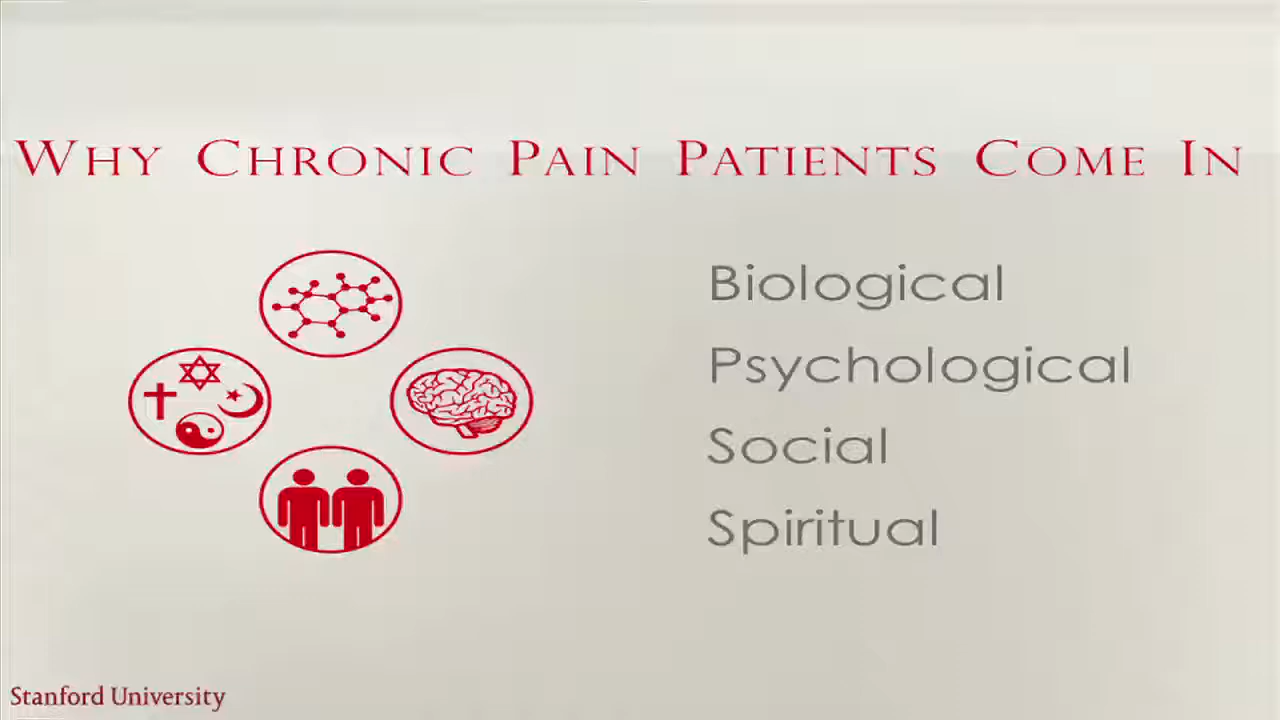 Why Chronic Pain Patients Come In
Biological
Psychological
Social
Spiritual
Stanford University